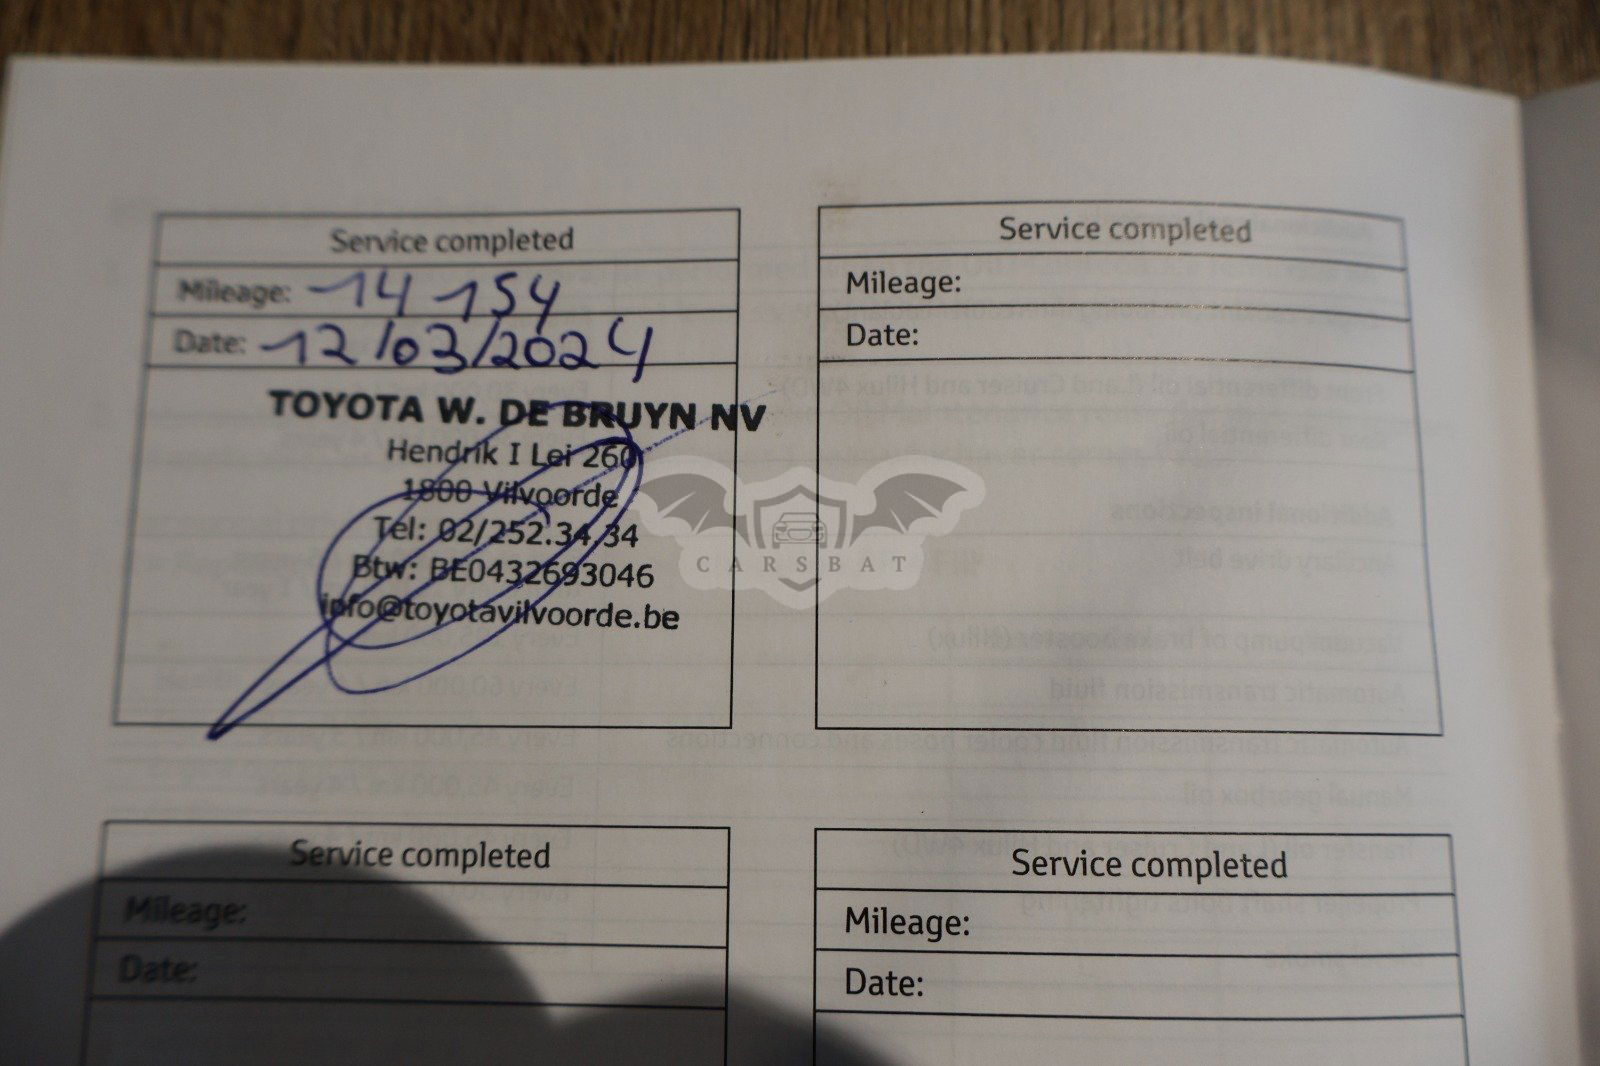 Service completed
Mileage: 14 154
Date: 12/03/2024
TOYOTA W. DE BRUYN NV
Hendrik I Lei 260
1800 Vilvoorde
Tel: 02/252.34.34
Btw: BE0432693046
info@toyotavilvoorde.be
Service completed
Mileage:
Date:
CARSBAT
Service completed
Mileage:
Date:
Service completed
Mileage:
Date: